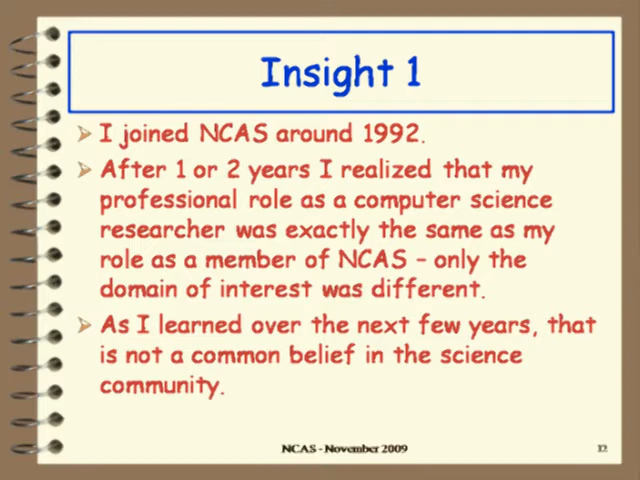 Insight 1
I joined NCAS around 1992.
After 1 or 2 years I realized that my
professional role as a computer science
researcher was exactly the same as my
role as a member of NCAS – only the
domain of interest was different.
As I learned over the next few years, that
is not a common belief in the science
community.
NCAS - November 2009
12